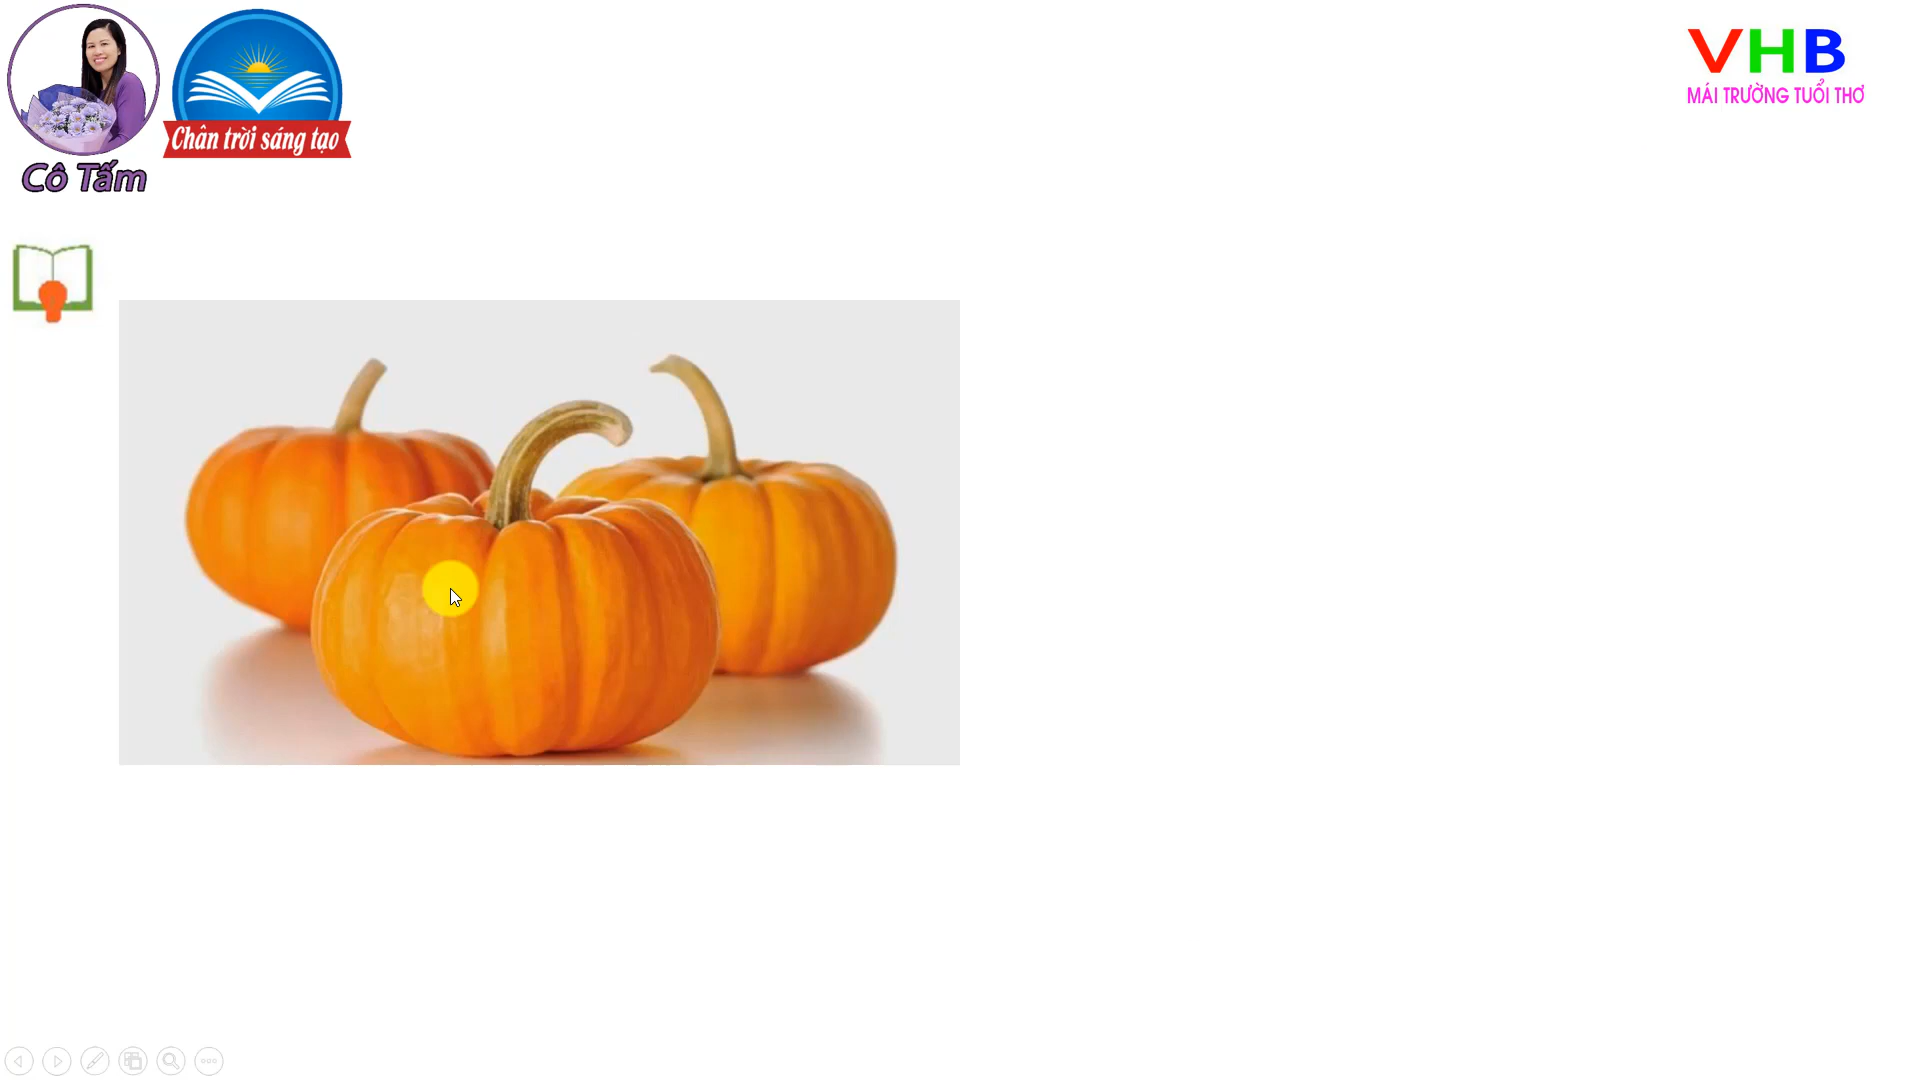 Chân trời sáng tạo
Cô Tấm
VHB
MÁI TRƯỜNG TUỔI THƠ